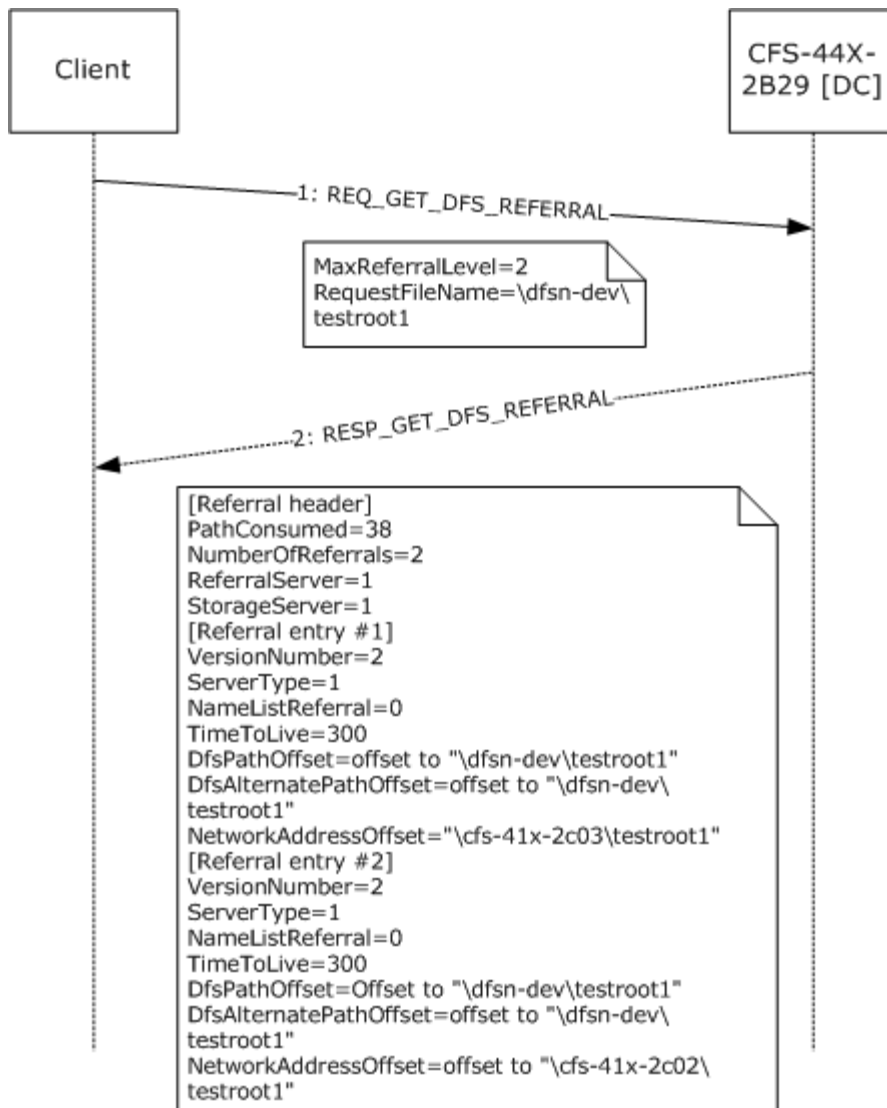 Client
CFS-44X-
2B29 [DC]
1: REQ_GET_DFS_REFERRAL
MaxReferralLevel=2
RequestFileName=\dfsn-dev\
testroot1
2: RESP_GET_DFS_REFERRAL
[Referral header]
PathConsumed=38
NumberOfReferrals=2
ReferralServer=1
StorageServer=1
[Referral entry #1]
VersionNumber=2
ServerType=1
NameListReferral=0
TimeToLive=300
DfsPathOffset=offset to "\dfsn-dev\testroot1"
DfsAlternatePathOffset=offset to "\dfsn-dev\
testroot1"
NetworkAddressOffset="\cfs-41x-2c03\testroot1"
[Referral entry #2]
VersionNumber=2
ServerType=1
NameListReferral=0
TimeToLive=300
DfsPathOffset=Offset to "\dfsn-dev\testroot1"
DfsAlternatePathOffset=offset to "\dfsn-dev\
testroot1"
NetworkAddressOffset=offset to "\cfs-41x-2c02\
testroot1"